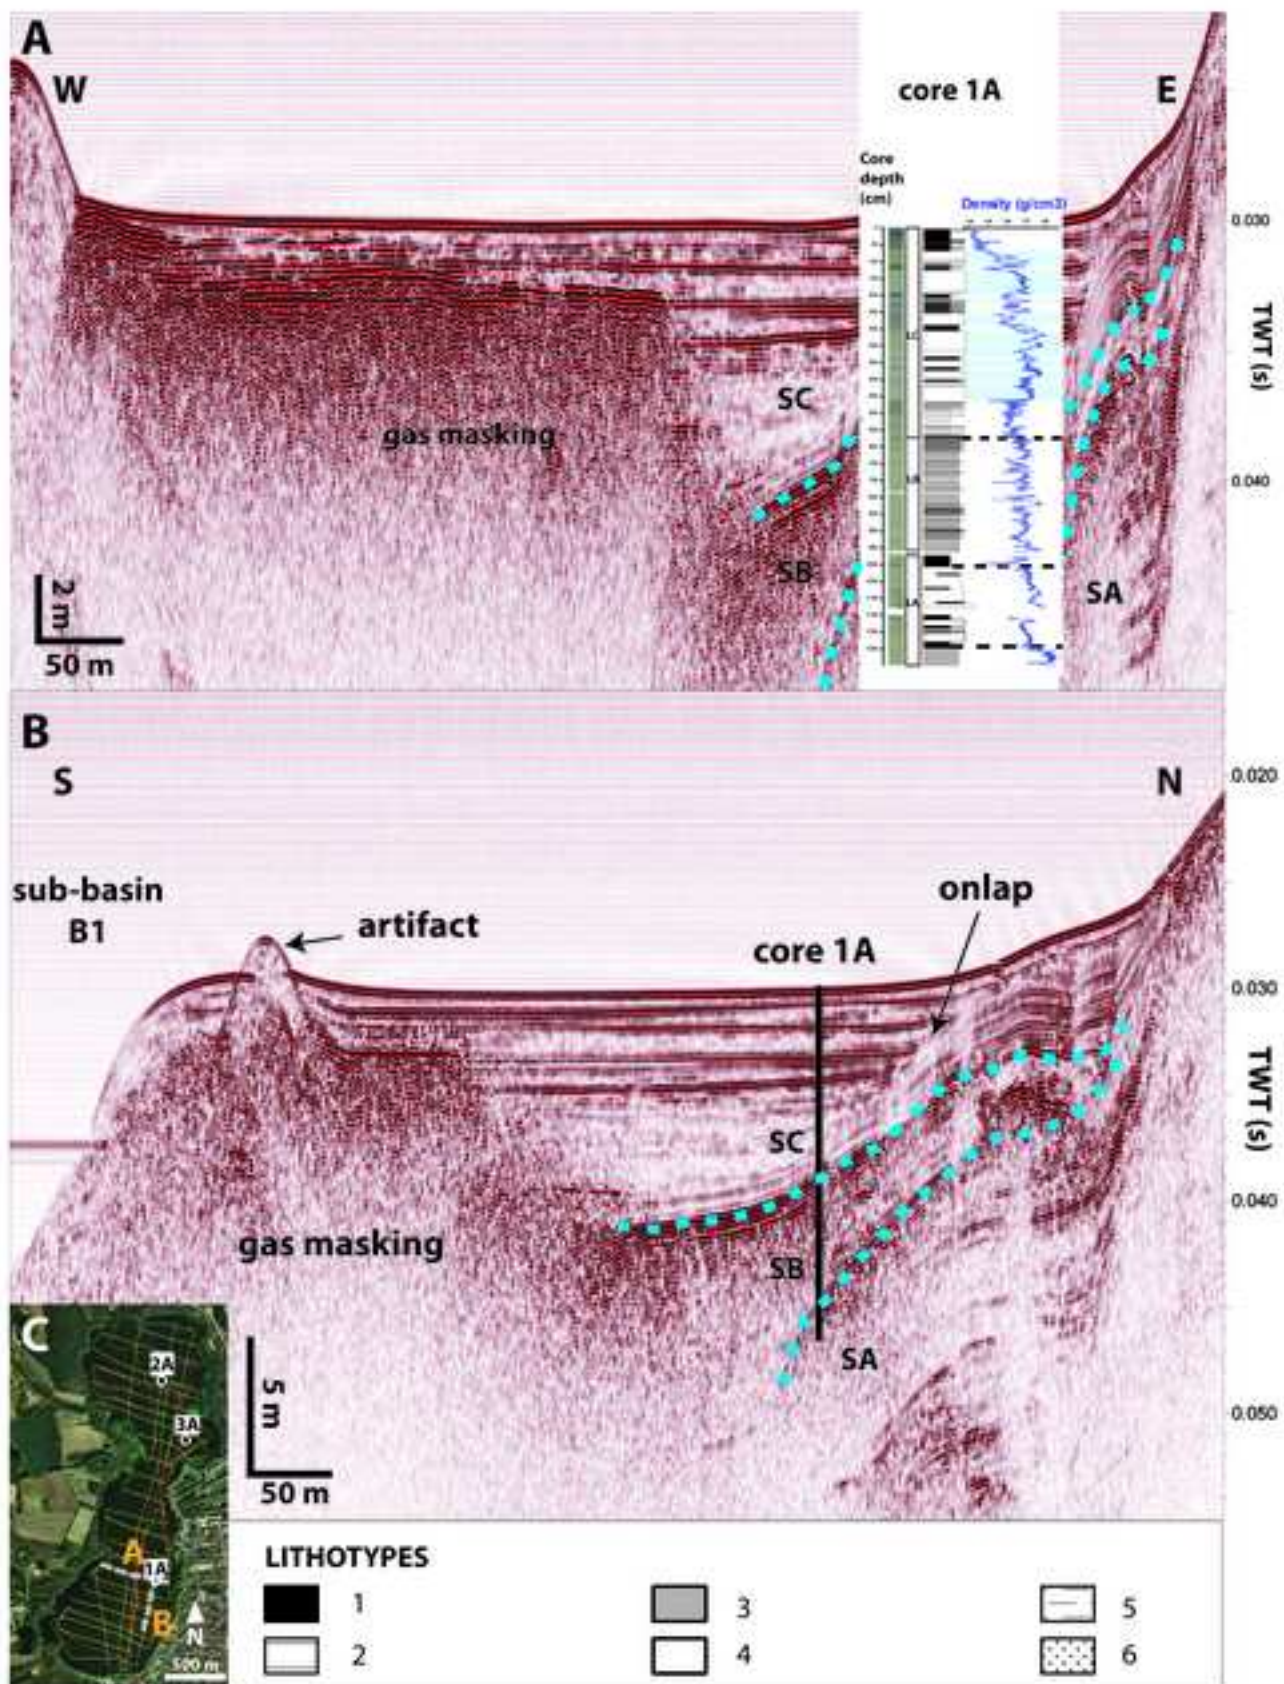 A
W
core 1A
E
Core
depth
(cm)
Density (g/cm3)
0.030
TWT (s)
SC
gas masking
0.040
SB
SA
2 m
50 m
B
S
N
0.020
sub-basin
B1
artifact
onlap
core 1A
0.030
TWT (s)
SC
0.040
gas masking
SB
SA
C
2A
3A
5 m
0.050
50 m
A
1A
B
N
500 m
LITHOTYPES
1
3
5
2
4
6